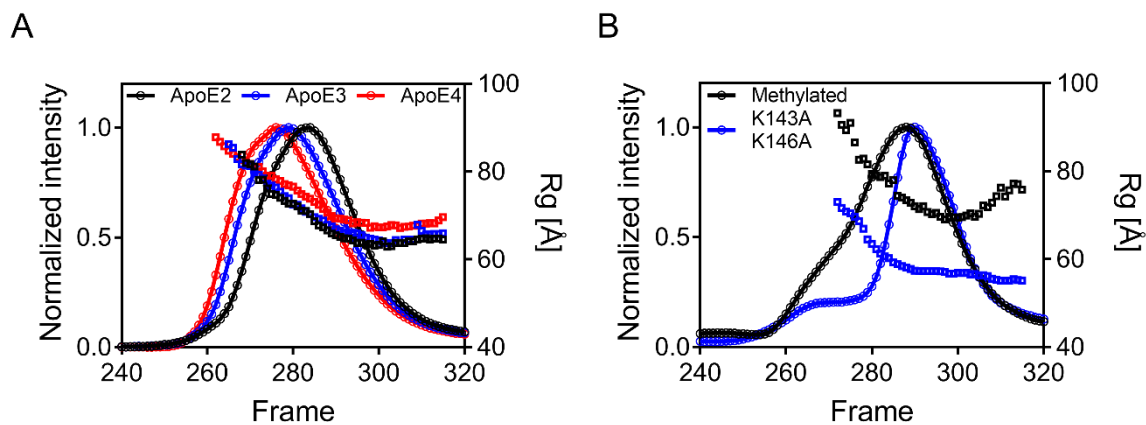 A
Normalized intensity
1.0
0.5
0.0
ApoE2 ApoE3 ApoE4
100
80
60
40
Rg [Å]
240 260 280 300 320
Frame
B
Normalized intensity
1.0
0.5
0.0
Methylated
K143A
K146A
100
80
60
40
Rg [Å]
240 260 280 300 320
Frame